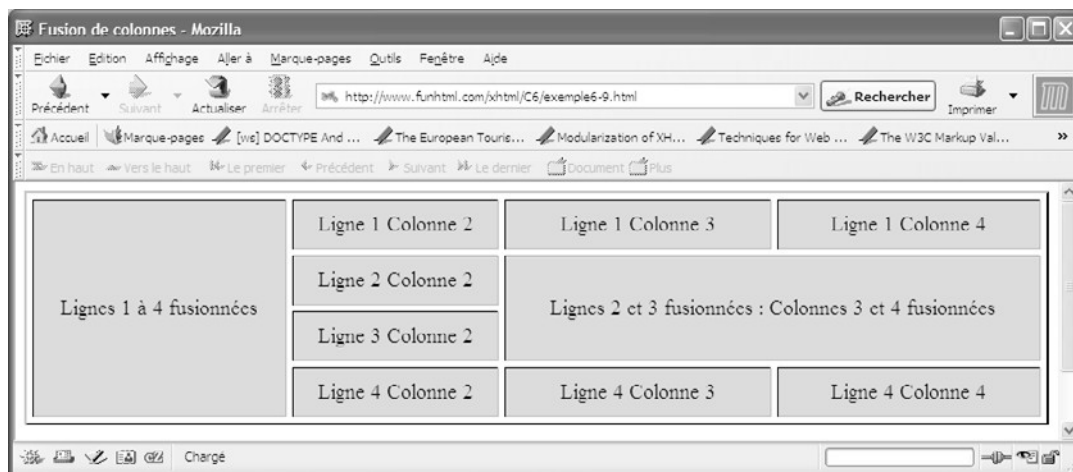 Fusion de colonnes - Mozilla
Fichier Edition Affichage Aller à Marque-pages Outils Fenêtre Aide
Précédent Suivant Actualiser Arrêter http://www.funhtml.com/xhtml/C6/exemple6-9.html Rechercher Imprimer
Accueil Marque-pages [ws] DOCTYPE And ... The European Touris... Modularization of XH... Techniques for Web ... The W3C Markup Val... »
En haut Vers le haut Le premier Précédent Suivant Le dernier Document Plus
Ligne 1 Colonne 2 Ligne 1 Colonne 3 Ligne 1 Colonne 4
Ligne 2 Colonne 2
Lignes 1 à 4 fusionnées Lignes 2 et 3 fusionnées : Colonnes 3 et 4 fusionnées
Ligne 3 Colonne 2
Ligne 4 Colonne 2 Ligne 4 Colonne 3 Ligne 4 Colonne 4
Chargé